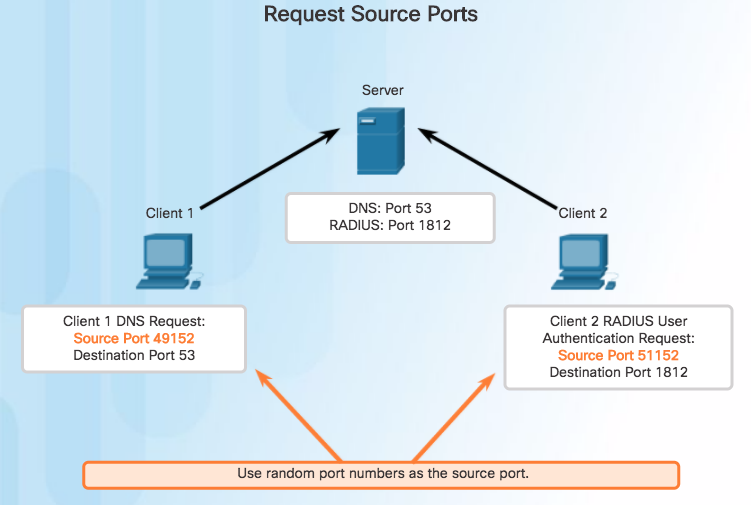 Request Source Ports
Server
DNS: Port 53
RADIUS: Port 1812
Client 1
Client 2
Client 1 DNS Request:
Source Port 49152
Destination Port 53
Client 2 RADIUS User
Authentication Request:
Source Port 51152
Destination Port 1812
Use random port numbers as the source port.